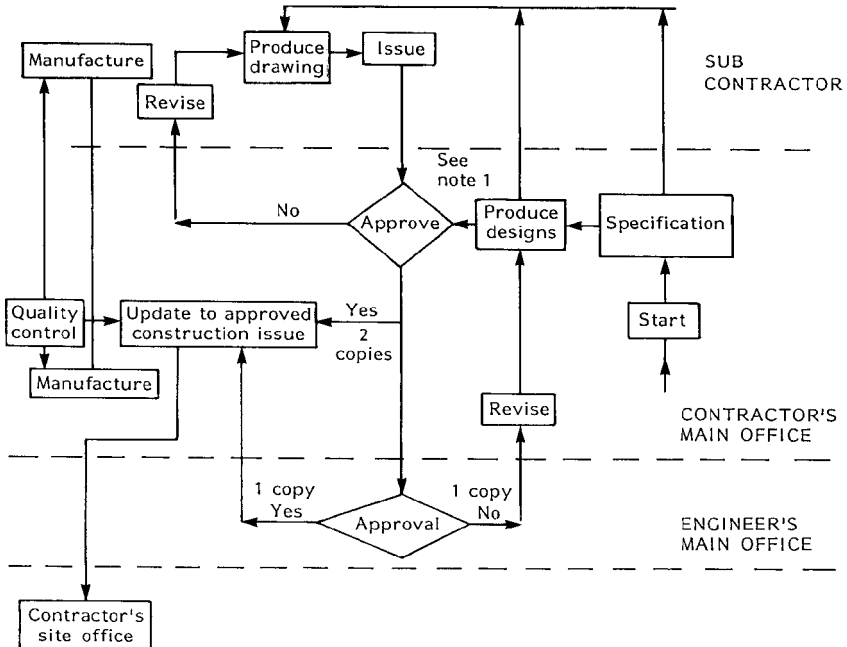 Manufacture
Produce
drawing
Issue
Revise
SUB
CONTRACTOR
See
note 1
No
Approve
Produce
designs
Specification
Quality
control
Update to approved
construction issue
Yes
2
copies
Start
Manufacture
Revise
CONTRACTOR'S
MAIN OFFICE
1 copy
Yes
Approval
1 copy
No
ENGINEER'S
MAIN OFFICE
Contractor's
site office